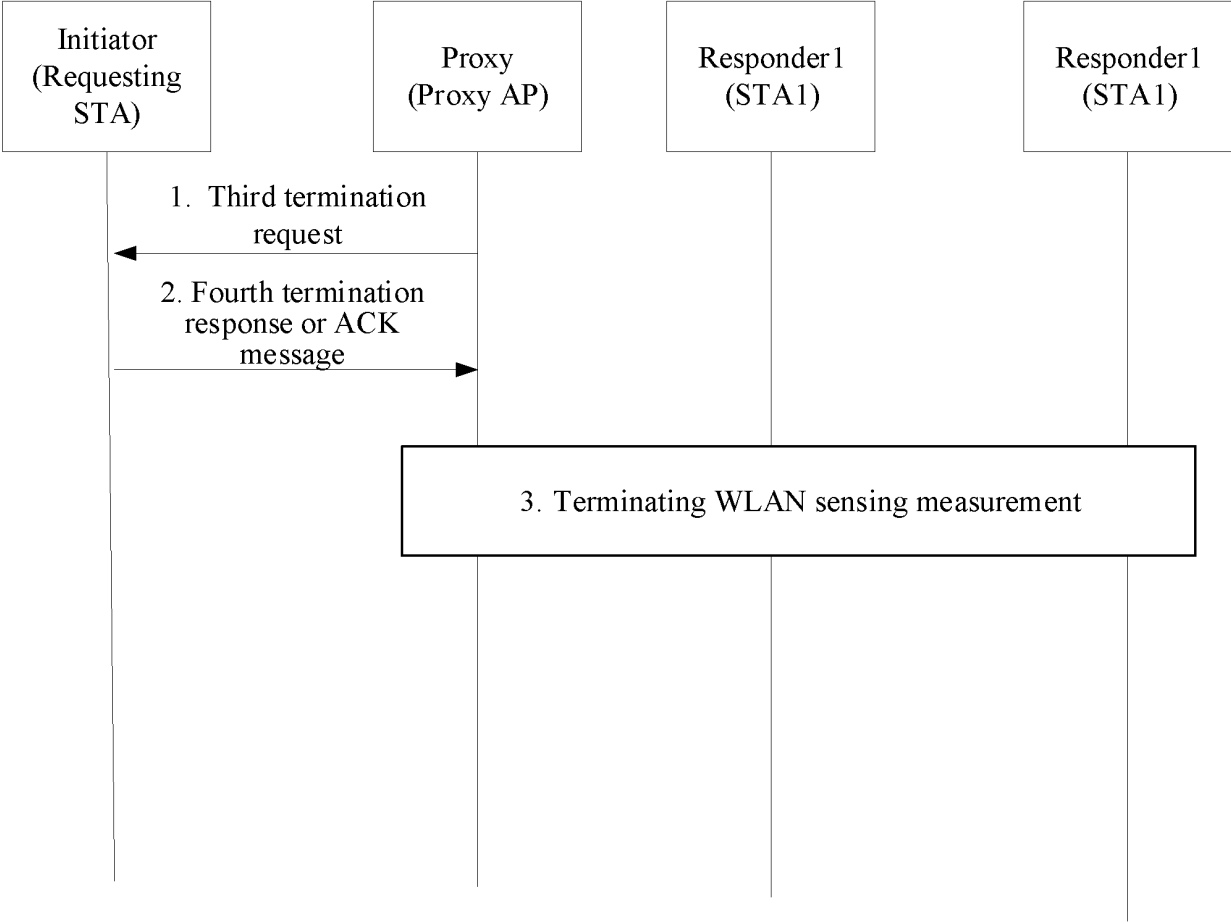 Initiator
(Requesting
STA)
Proxy
(Proxy AP)
Responder1
(STA1)
Responder1
(STA1)
1. Third termination
request
2. Fourth termination
response or ACK
message
3. Terminating WLAN sensing measurement